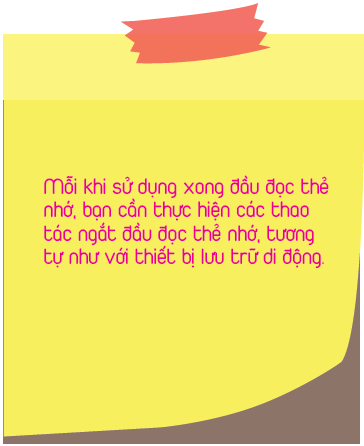 Mỗi khi sử dụng xong đầu đọc thẻ
nhớ, bạn cần thực hiện các thao
tác ngắt đầu đọc thẻ nhớ, tương
tự như với thiết bị lưu trữ di động.